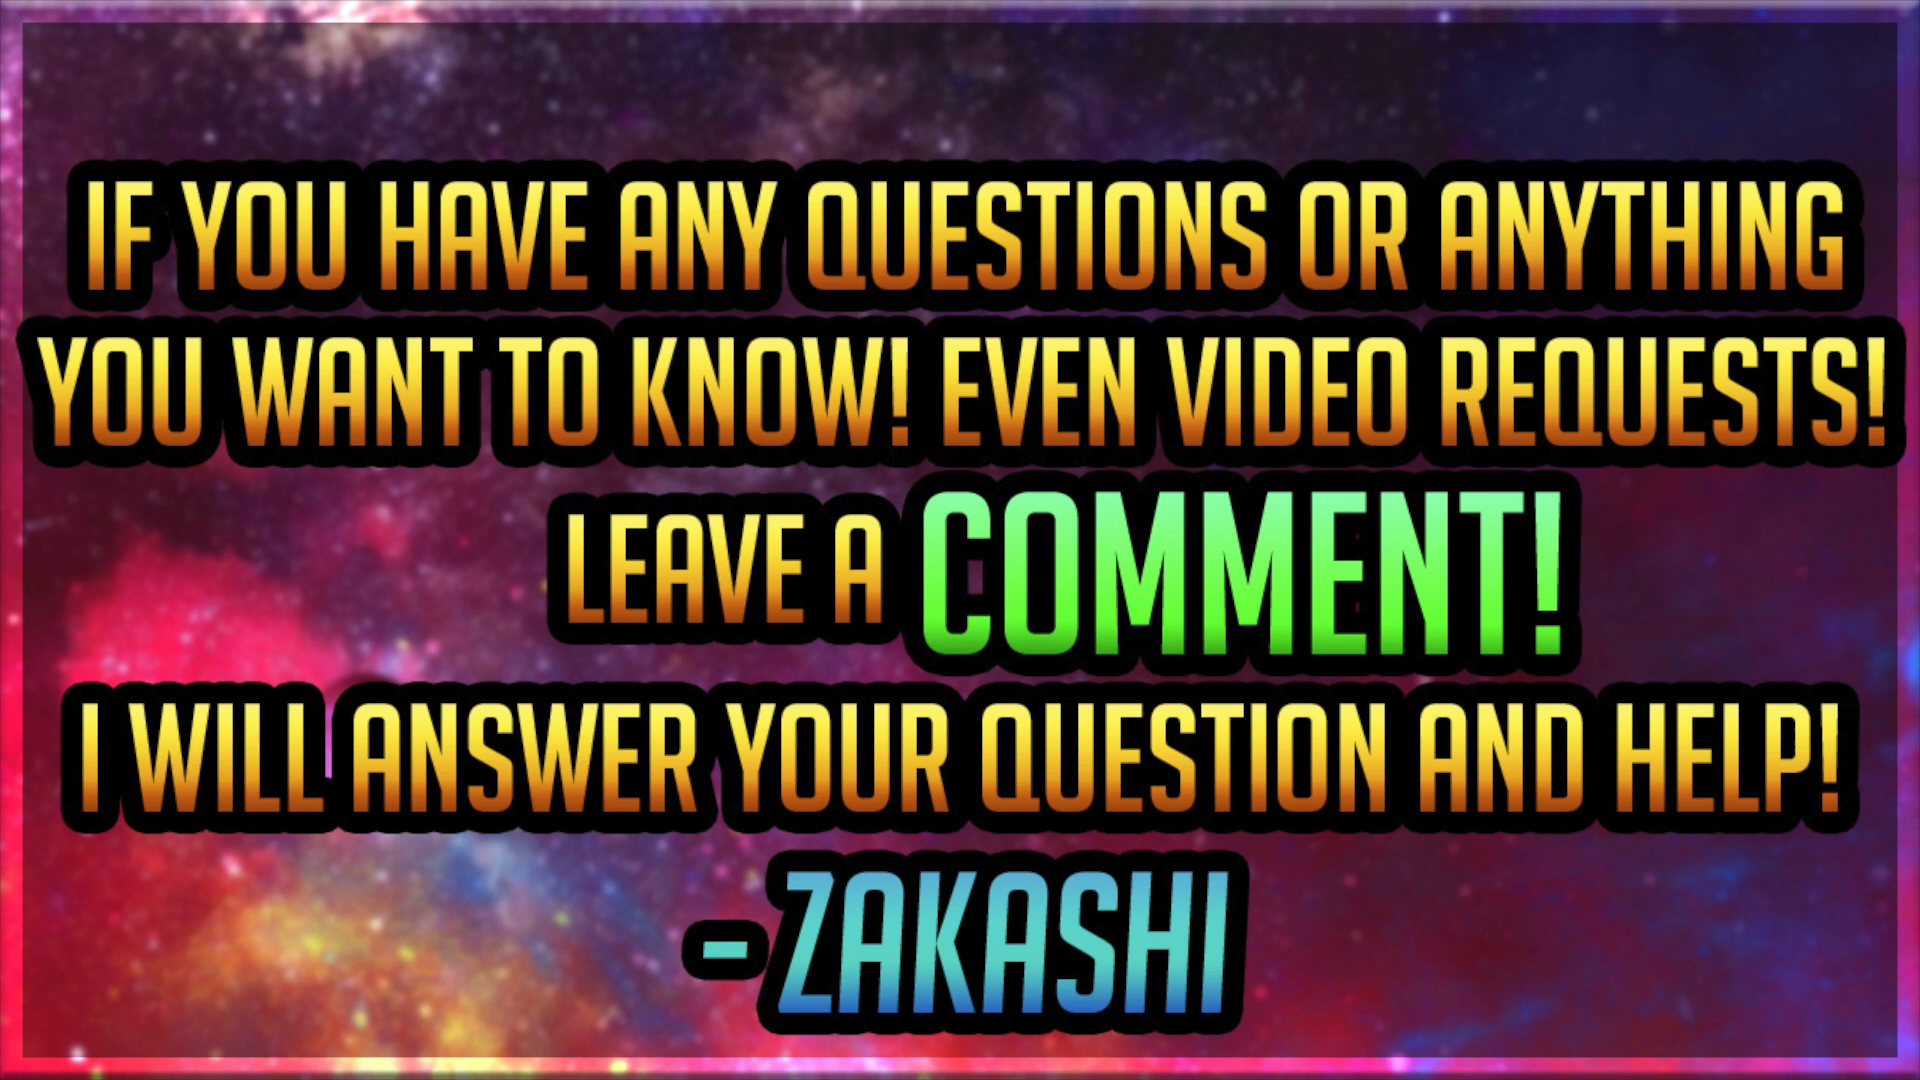 IF YOU HAVE ANY QUESTIONS OR ANYTHING
YOU WANT TO KNOW! EVEN VIDEO REQUESTS!
LEAVE A COMMENT!
I WILL ANSWER YOUR QUESTION AND HELP!
- ZAKASHI